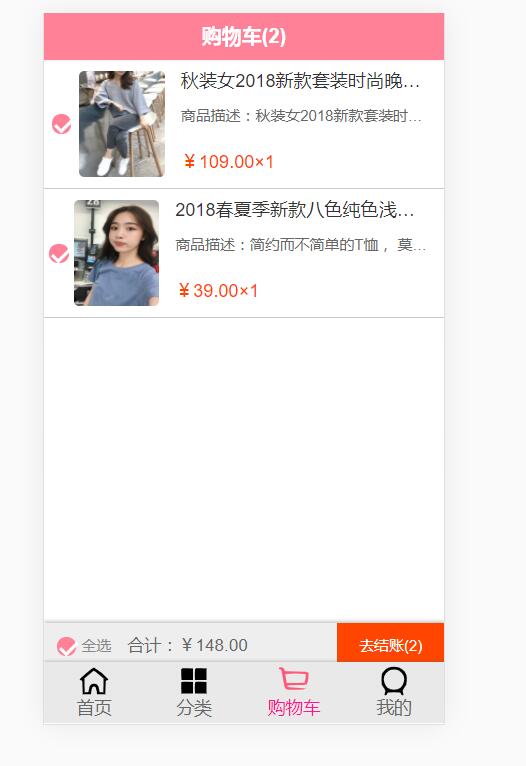 购物车(2)
秋装女2018新款套装时尚晚…
商品描述：秋装女2018新款套装时…
￥109.00×1
28
2018春夏季新款八色纯色浅…
商品描述：简约而不简单的T恤， 莫…
￥39.00×1
全选 合计：￥148.00 去结账(2)
首页 分类 购物车 我的